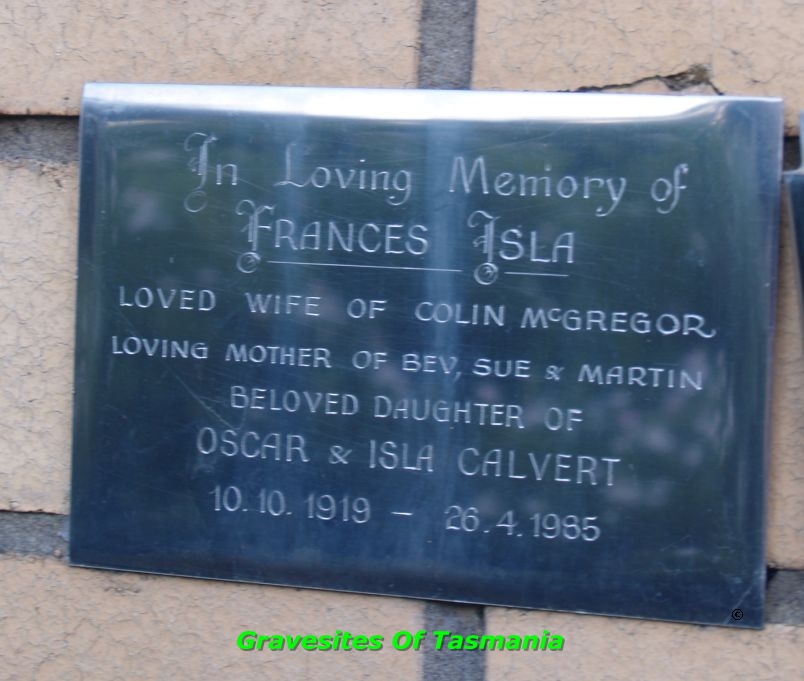 In Loving Memory of
FRANCES ISLA
LOVED WIFE OF COLIN McGREGOR
LOVING MOTHER OF BEV, SUE & MARTIN
BELOVED DAUGHTER OF
OSCAR & ISLA CALVERT
10.10.1919 – 26.4.1985
©
Gravesites Of Tasmania